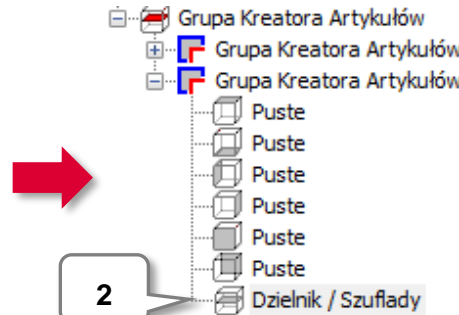 Grupa Kreatora Artykułów
Grupa Kreatora Artykułów
Grupa Kreatora Artykułów
Puste
Puste
Puste
Puste
Puste
Puste
2
Dzielnik / Szuflady